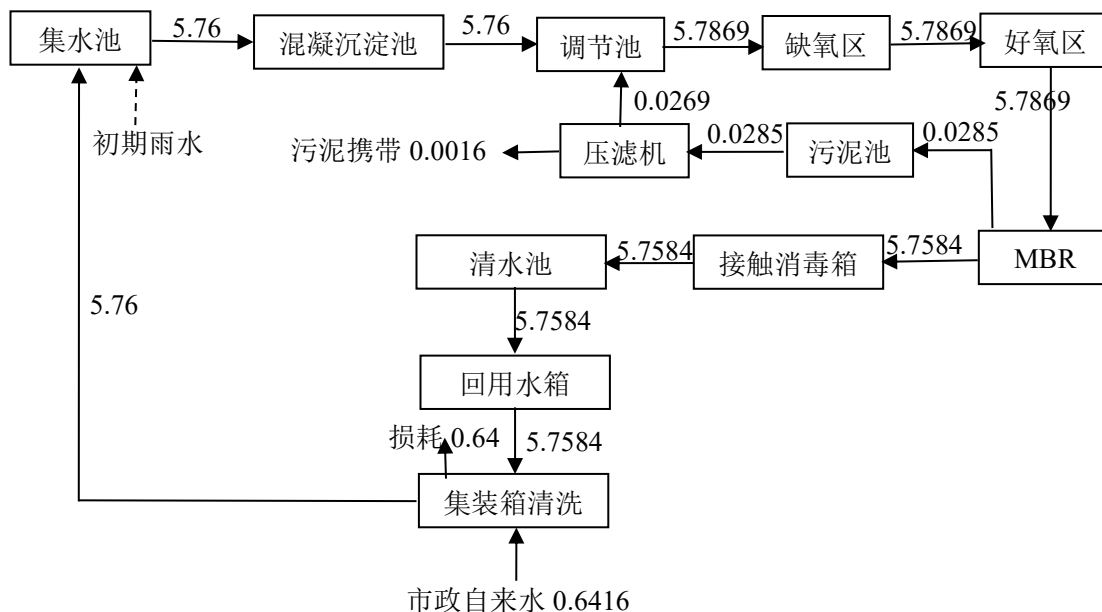 集水池
5.76
混凝沉淀池
5.76
调节池
5.7869
缺氧区
5.7869
好氧区
5.7869
初期雨水
0.0269
污泥携带 0.0016
压滤机
0.0285
污泥池
0.0285
清水池
5.7584
接触消毒箱
5.7584
MBR
5.76
5.7584
回用水箱
损耗 0.64
5.7584
集装箱清洗
市政自来水 0.6416